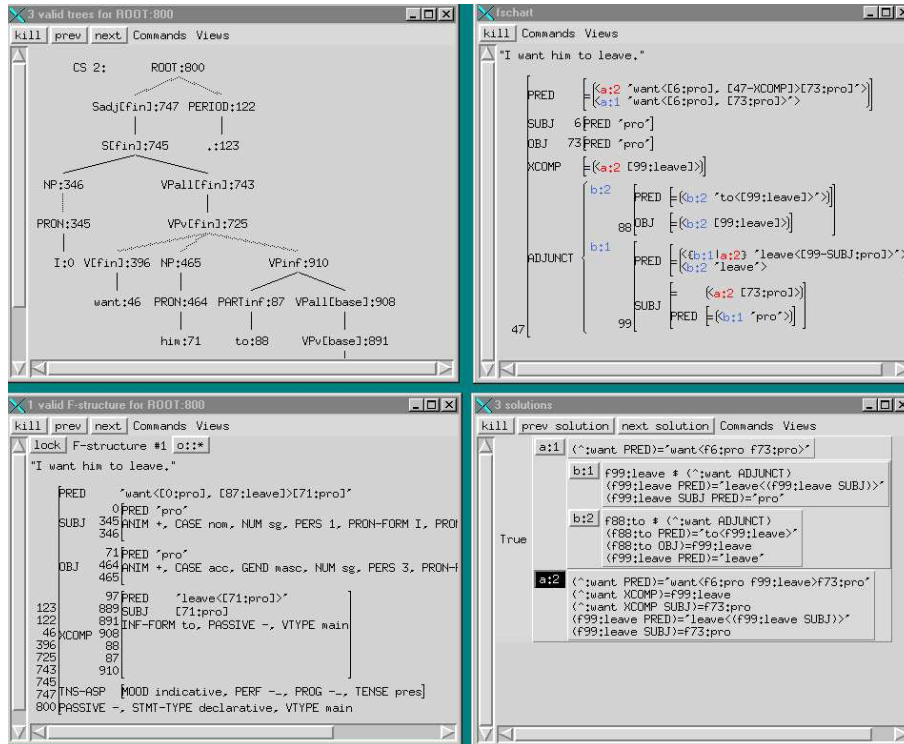 3 valid trees for ROOT:800
kill prev next Commands Views
CS 2: ROOT:800
Sadj[fin]:747 PERIOD:122
S[fin]:745 .:123
NP:346 VPall[fin]:743
PRON:345 VPv[fin]:725
I:0 V[fin]:396 NP:465 VPinf:910
want:46 PRON:464 PARTinf:87 VPall[base]:908
him:71 to:88 VPv[base]:891
fschart
kill Commands Views
"I want him to leave."
PRED =(<a:2 "want<[6:pro], [47-XCOMP]>[73:pro]">)
<a:1 "want<[6:pro], [73:pro]>">
SUBJ 6[PRED "pro"]
OBJ 73[PRED "pro"]
XCOMP =(<a:2 [99:leave]>)
b:2
PRED =(<b:2 "to<[99:leave]>">)
88 OBJ =(<b:2 [99:leave]>)
ADJUNCT b:1
PRED =(<{b:1|a:2} "leave<[99-SUBJ:pro]>">)
<b:2 "leave">
SUBJ = (<a:2 [73:pro]>)
PRED =(<b:1 "pro">)
99
47
1 valid F-structure for ROOT:800
kill prev next Commands Views
lock F-structure #1 o::*
"I want him to leave."
PRED "want<[0:pro], [87:leave]>[71:pro]"
0 PRED "pro"
SUBJ 345 ANIM +, CASE nom, NUM sg, PERS 1, PRON-FORM I, PRON
346
71 PRED "pro"
OBJ 464 ANIM +, CASE acc, GEND masc, NUM sg, PERS 3, PRON-F
465
97 PRED "leave<[71:pro]>"
123 889 SUBJ [71:pro]
122 891 INF-FORM to, PASSIVE -, VTYPE main
46 XCOMP 908
396 88
725 87
743 910
745
747 TNS-ASP [MOOD indicative, PERF -_, PROG -_, TENSE pres]
800 PASSIVE -, STMT-TYPE declarative, VTYPE main
3 solutions
kill prev solution next solution Commands Views
a:1 (^:want PRED)="want<f6:pro f73:pro>"
b:1 f99:leave $ (^:want ADJUNCT)
(f99:leave PRED)="leave<(f99:leave SUBJ)>"
(f99:leave SUBJ PRED)="pro"
b:2 f88:to $ (^:want ADJUNCT)
(f88:to PRED)="to<f99:leave>"
True
(f88:to OBJ)=f99:leave
(f99:leave PRED)="leave"
a:2 (^:want PRED)="want<f6:pro f99:leave>f73:pro"
(^:want XCOMP)=f99:leave
(^:want XCOMP SUBJ)=f73:pro
(f99:leave PRED)="leave<(f99:leave SUBJ)>"
(f99:leave SUBJ)=f73:pro